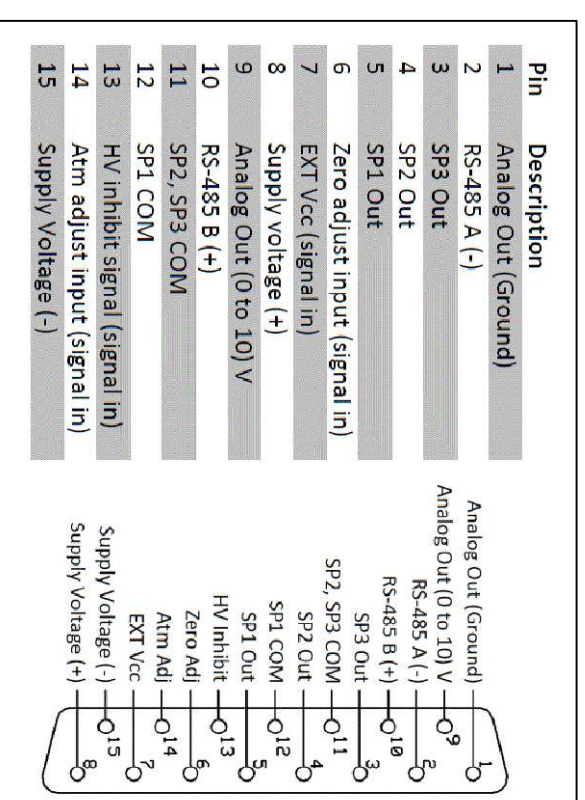 Pin Description
1 Analog Out (Ground)
2 RS-485 A (-)
3 SP3 Out
4 SP2 Out
5 SP1 Out
6 Zero adjust input (signal in)
7 EXT Vcc (signal in)
8 Supply voltage (+)
9 Analog Out (0 to 10) V
10 RS-485 B (+)
11 SP2, SP3 COM
12 SP1 COM
13 HV inhibit signal (signal in)
14 Atm adjust input (signal in)
15 Supply Voltage (-)
Analog Out (Ground) 1
Analog Out (0 to 10) V 9
RS-485 A (-) 2
RS-485 B (+) 10
SP3 Out 3
SP2, SP3 COM 11
SP2 Out 4
SP1 COM 12
SP1 Out 5
HV Inhibit 13
Zero Adj 6
Atm Adj 14
EXT Vcc 7
Supply Voltage (-) 15
Supply Voltage (+) 8